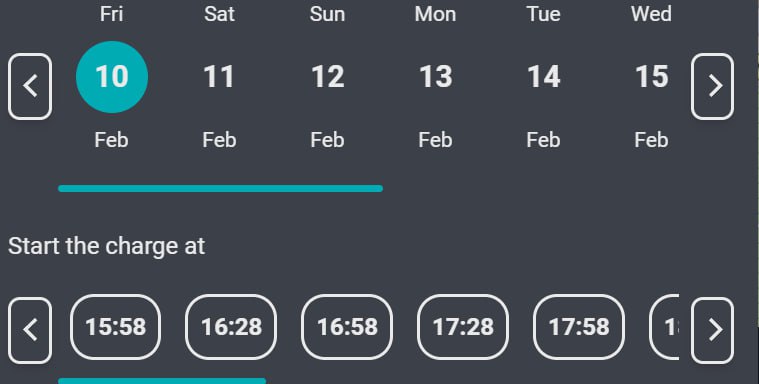 Fri Sat Sun Mon Tue Wed
10 11 12 13 14 15
Feb Feb Feb Feb Feb Feb
Start the charge at
15:58 16:28 16:58 17:28 17:58